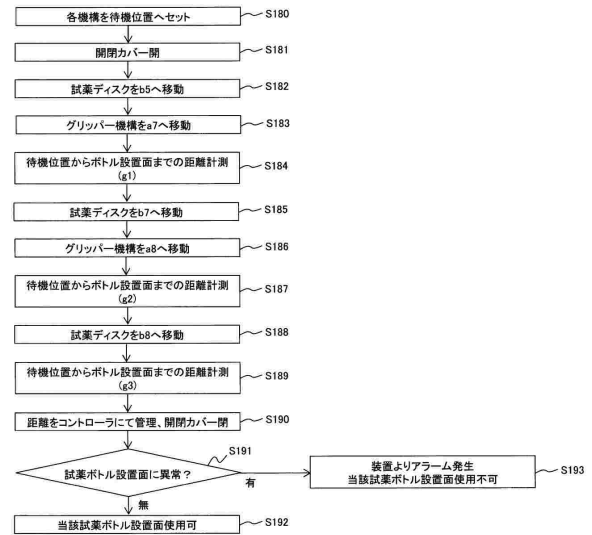 各機構を待機位置へセット
S180
開閉カバー開
S181
試薬ディスクをb5へ移動
S182
グリッパー機構をa7へ移動
S183
待機位置からボトル設置面までの距離計測
(g1)
S184
試薬ディスクをb7へ移動
S185
グリッパー機構をa8へ移動
S186
待機位置からボトル設置面までの距離計測
(g2)
S187
試薬ディスクをb8へ移動
S188
待機位置からボトル設置面までの距離計測
(g3)
S189
距離をコントローラにて管理、開閉カバー閉
S190
試薬ボトル設置面に異常？
S191
有
装置よりアラーム発生
当該試薬ボトル設置面使用不可
S193
無
当該試薬ボトル設置面使用可
S192